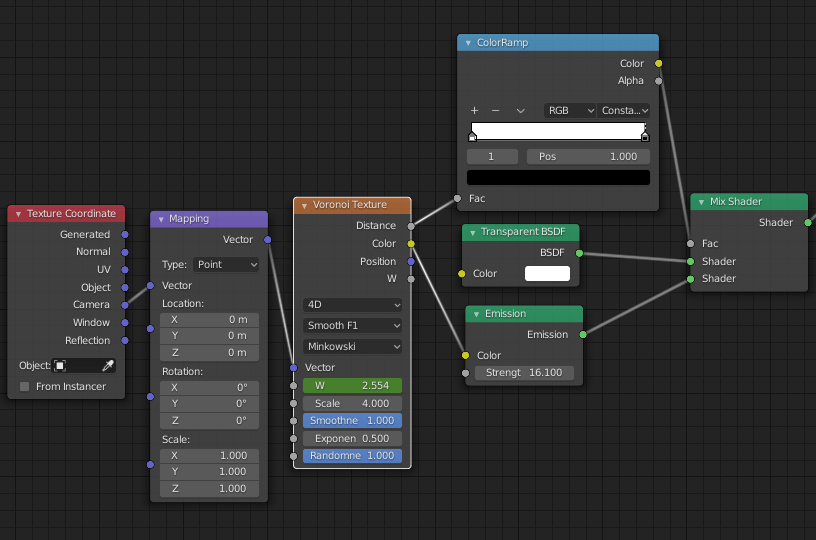 Texture Coordinate
Generated
Normal
UV
Object
Camera
Window
Reflection
Object:
From Instancer
Mapping
Vector
Type: Point
Vector
Location:
X 0 m
Y 0 m
Z 0 m
Rotation:
X 0°
Y 0°
Z 0°
Scale:
X 1.000
Y 1.000
Z 1.000
Voronoi Texture
Distance
Color
Position
W
4D
Smooth F1
Minkowski
Vector
W 2.554
Scale 4.000
Smoothne 1.000
Exponen 0.500
Randomne 1.000
ColorRamp
Color
Alpha
+ − RGB Consta...
1 Pos 1.000
Fac
Transparent BSDF
BSDF
Color
Emission
Emission
Color
Strengt 16.100
Mix Shader
Shader
Fac
Shader
Shader